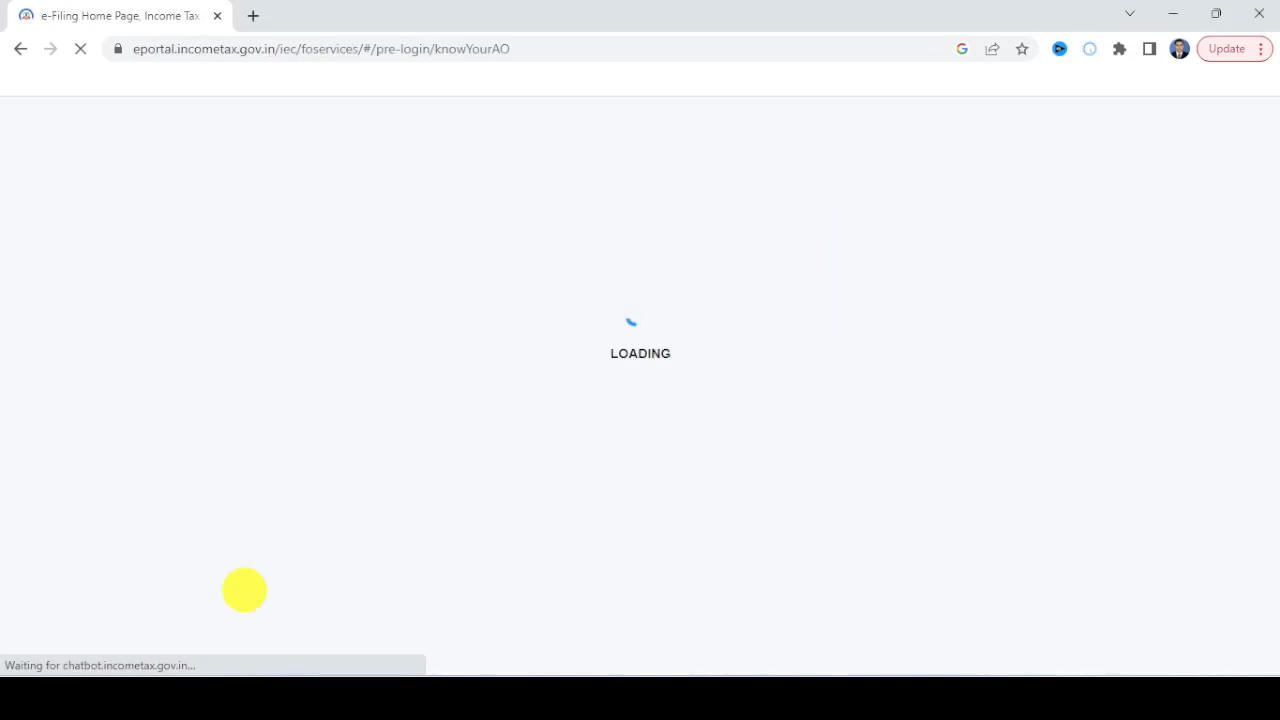 e-Filing Home Page, Income Tax
eportal.incometax.gov.in/iec/foservices/#/pre-login/knowYourAO
Update
LOADING
Waiting for chatbot.incometax.gov.in...